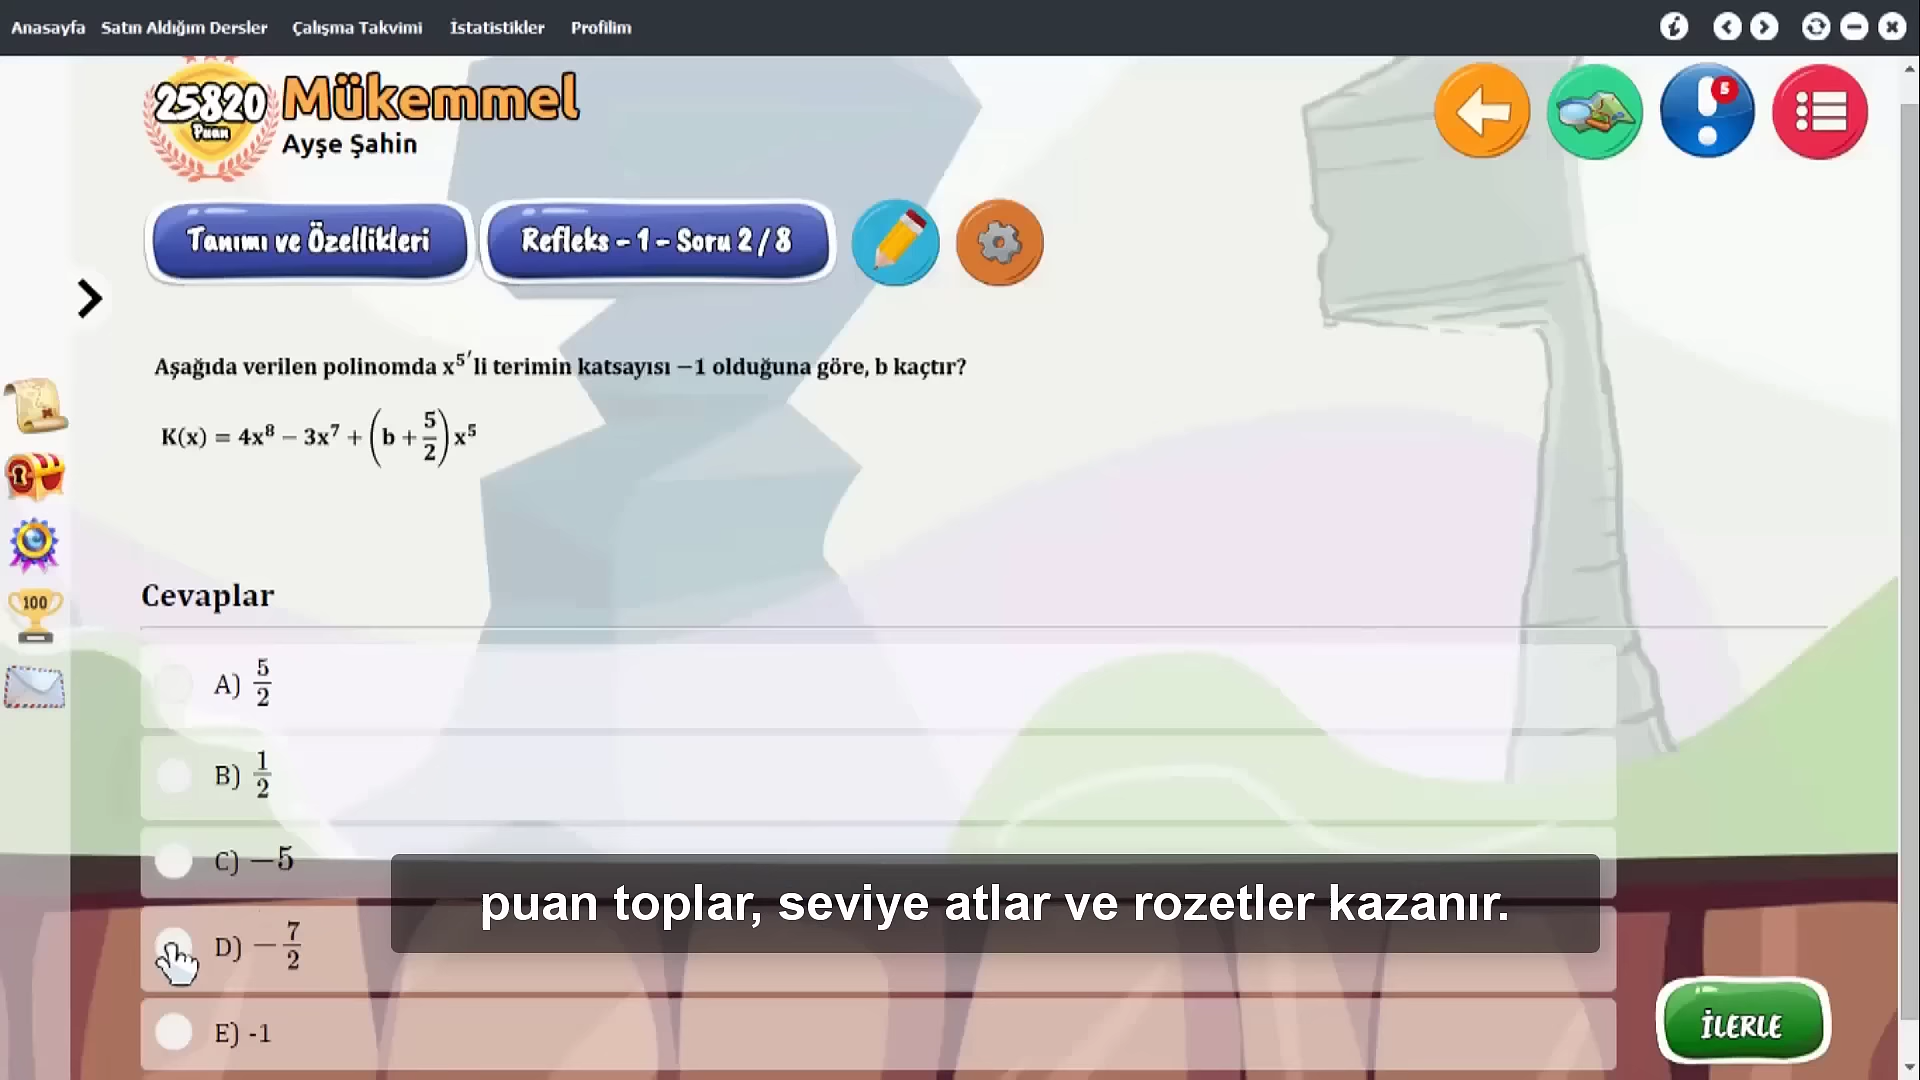 Anasayfa Satın Aldığım Dersler Çalışma Takvimi İstatistikler Profilim
25820
Puan
Mükemmel
Ayşe Şahin
5
Tanımı ve Özellikleri
Refleks - 1 - Soru 2 / 8
Aşağıda verilen polinomda x⁵′li terimin katsayısı −1 olduğuna göre, b kaçtır?
K(x) = 4x⁸ − 3x⁷ + (b + 5/2)x⁵
Cevaplar
100
A) 5/2
B) 1/2
C) −5
puan toplar, seviye atlar ve rozetler kazanır.
D) −7/2
İLERLE
E) -1